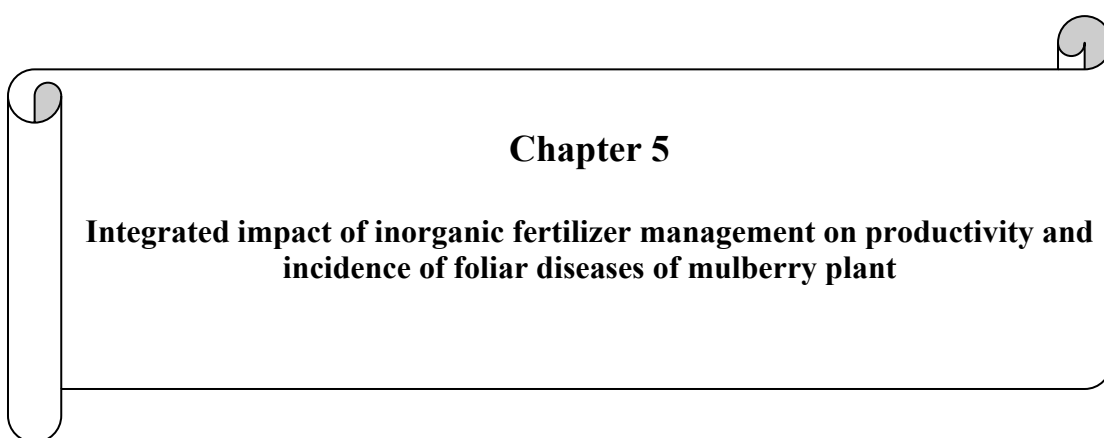 Chapter 5
Integrated impact of inorganic fertilizer management on productivity and
incidence of foliar diseases of mulberry plant